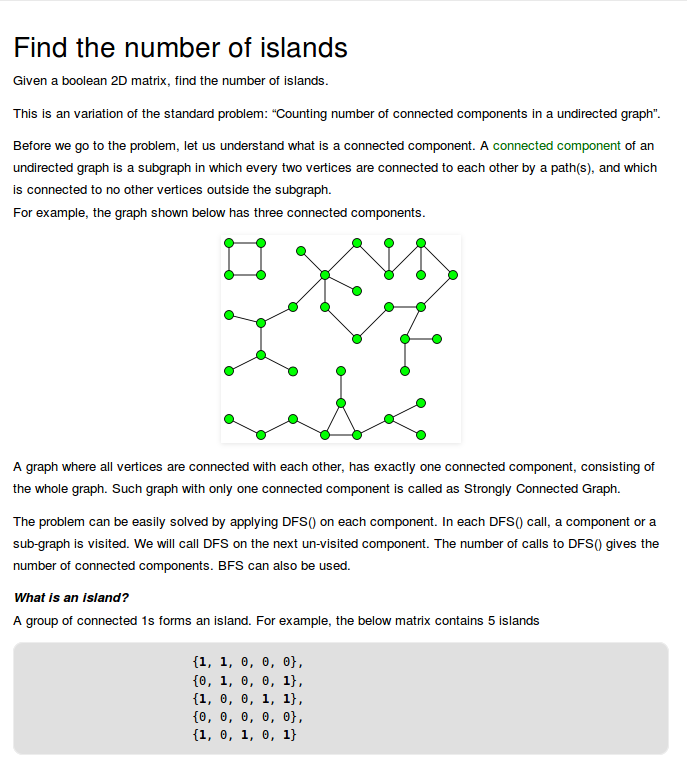 Find the number of islands
Given a boolean 2D matrix, find the number of islands.
This is an variation of the standard problem: “Counting number of connected components in a undirected graph”.
Before we go to the problem, let us understand what is a connected component. A connected component of an
undirected graph is a subgraph in which every two vertices are connected to each other by a path(s), and which
is connected to no other vertices outside the subgraph.
For example, the graph shown below has three connected components.
A graph where all vertices are connected with each other, has exactly one connected component, consisting of
the whole graph. Such graph with only one connected component is called as Strongly Connected Graph.
The problem can be easily solved by applying DFS() on each component. In each DFS() call, a component or a
sub-graph is visited. We will call DFS on the next un-visited component. The number of calls to DFS() gives the
number of connected components. BFS can also be used.
What is an island?
A group of connected 1s forms an island. For example, the below matrix contains 5 islands
{1, 1, 0, 0, 0},
{0, 1, 0, 0, 1},
{1, 0, 0, 1, 1},
{0, 0, 0, 0, 0},
{1, 0, 1, 0, 1}